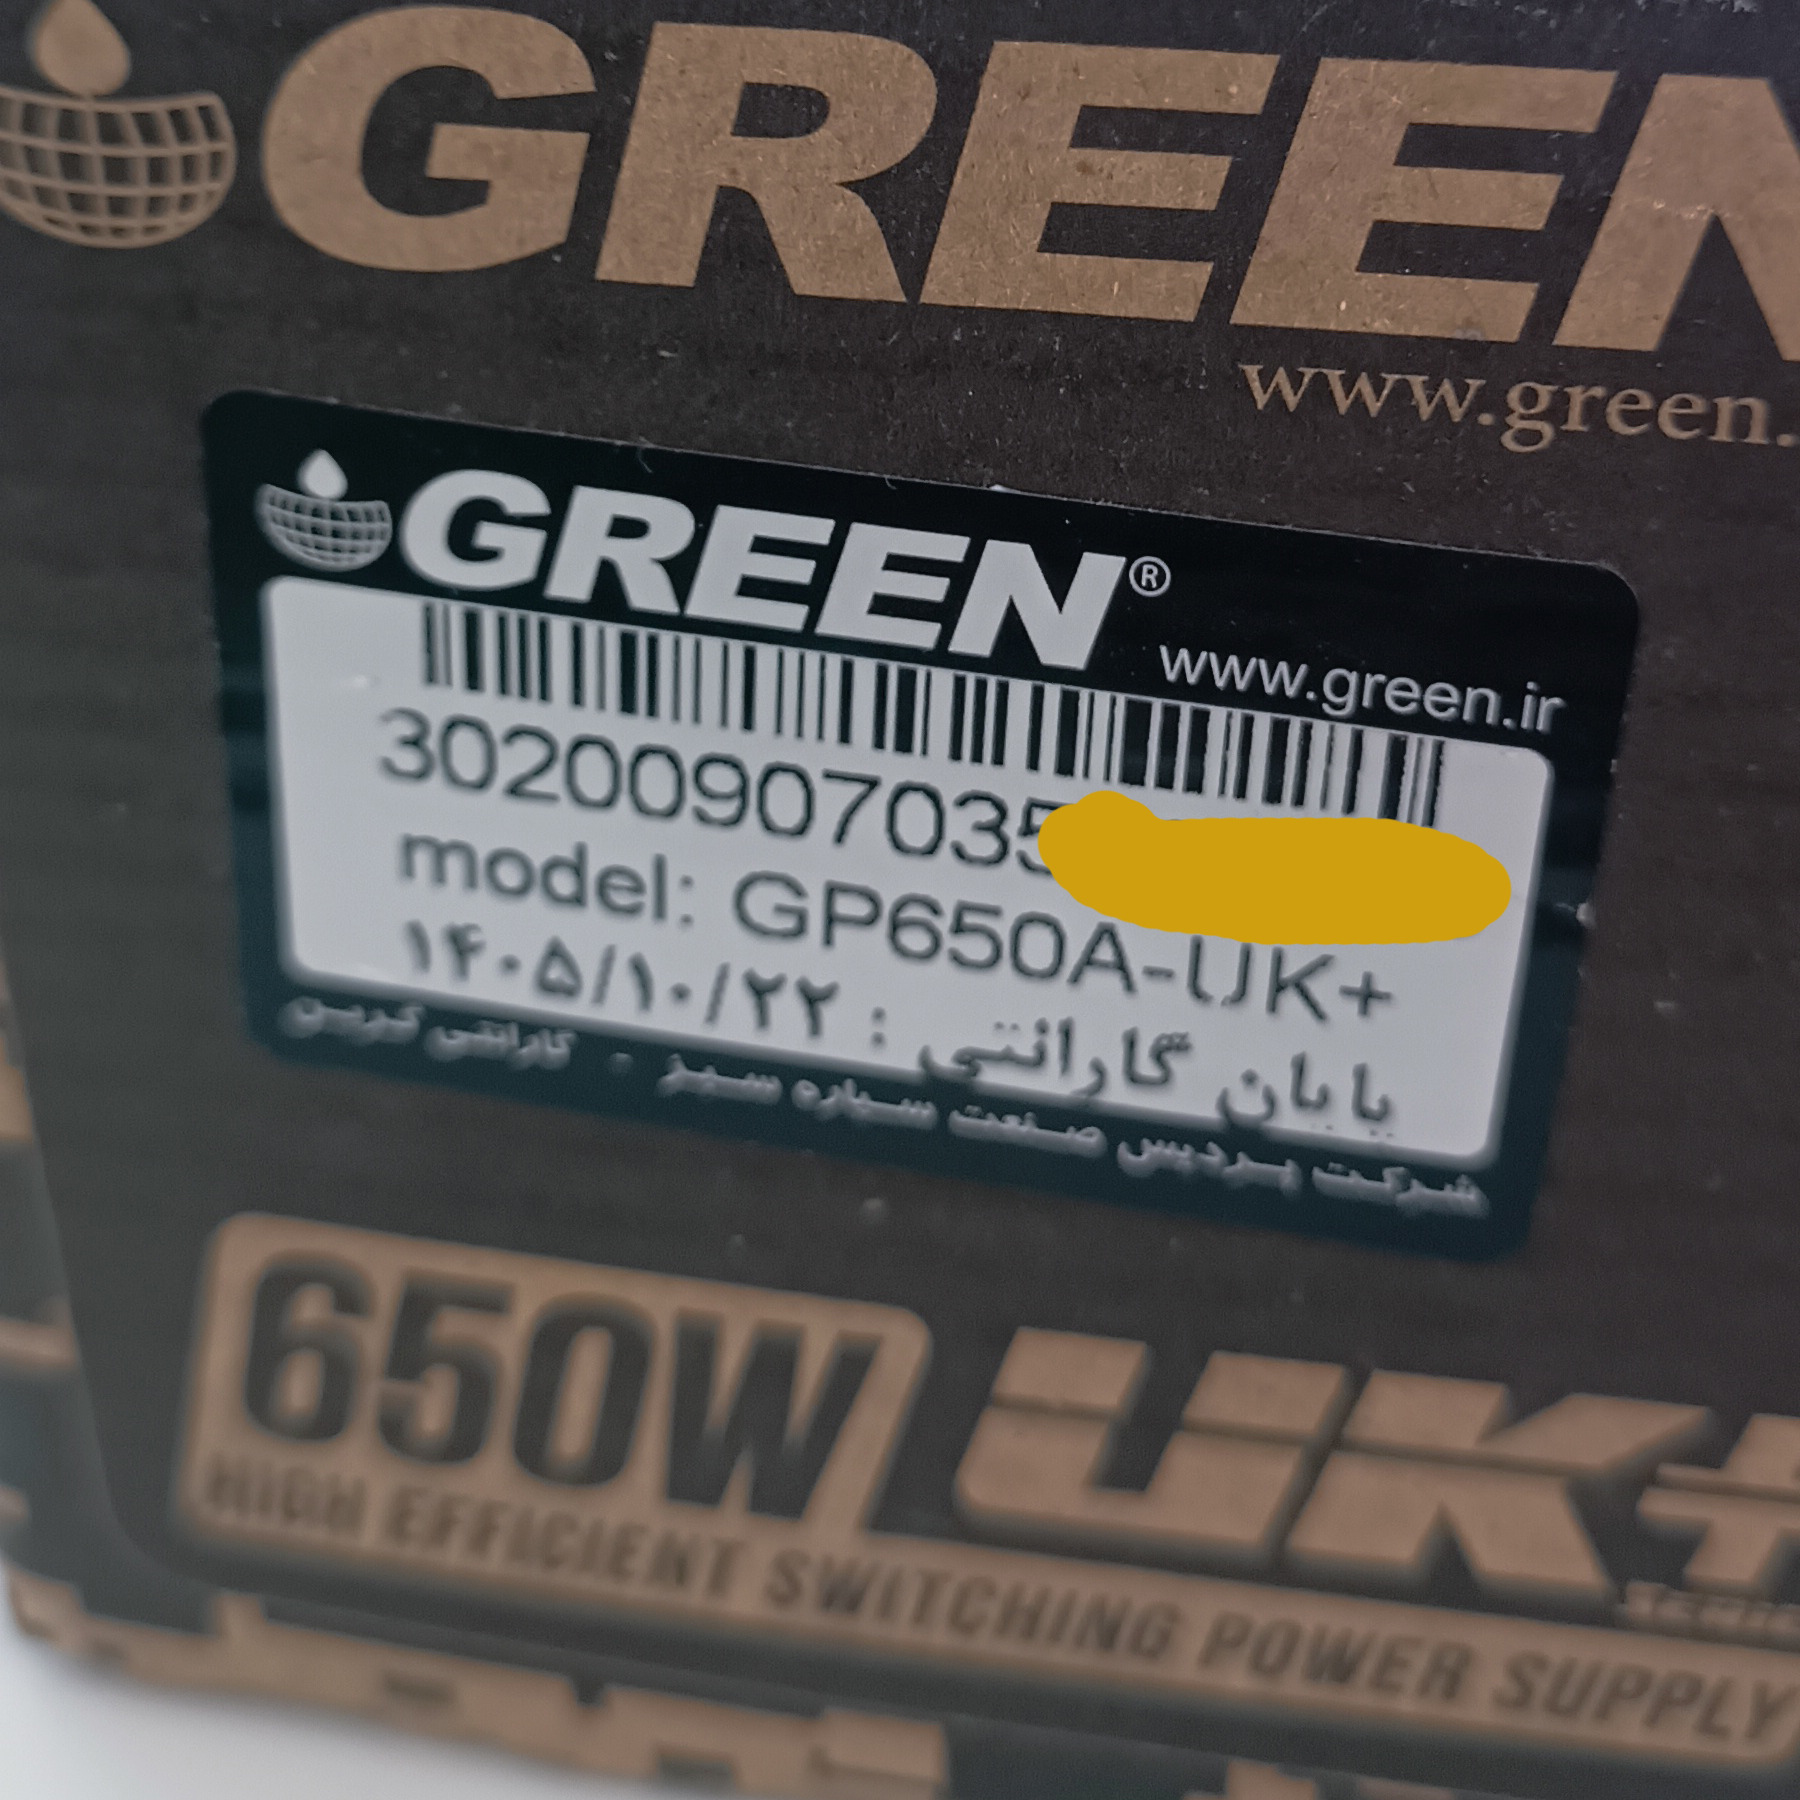 GREEN
www.green.
GREEN®
www.green.ir
3020090703
model: GP650A-UK+
پایان گارانتی : ۱۴۰۵/۱۰/۲۲
شرکت پردیس صنعت سیاره سبز - گارانتی گرین
650W UK+
HIGH EFFICIENT SWITCHING POWER SUPPLY